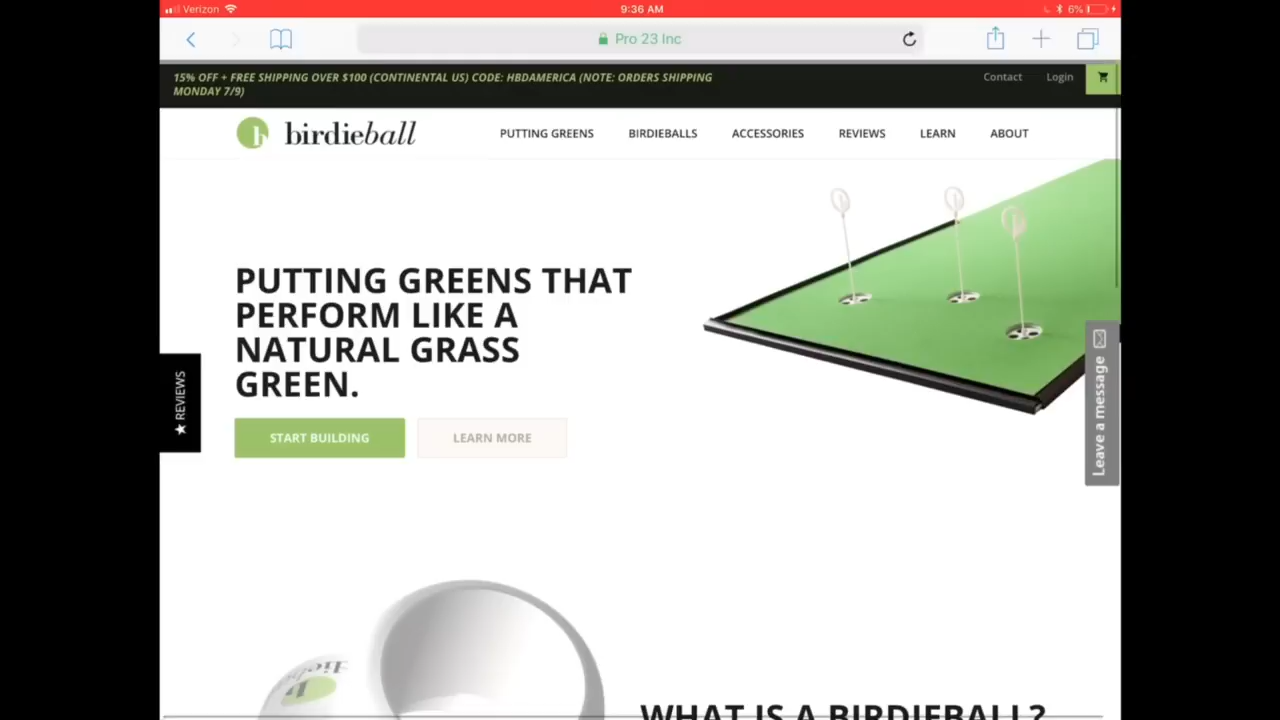 Verizon
9:36 AM
6%
Pro 23 Inc
15% OFF + FREE SHIPPING OVER $100 (CONTINENTAL US) CODE: HBDAMERICA (NOTE: ORDERS SHIPPING
MONDAY 7/9)
Contact
Login
b birdieball
PUTTING GREENS
BIRDIEBALLS
ACCESSORIES
REVIEWS
LEARN
ABOUT
PUTTING GREENS THAT
PERFORM LIKE A
NATURAL GRASS
GREEN.
START BUILDING
LEARN MORE
★ REVIEWS
Leave a message
WHAT IS A BIRDIEBALL?